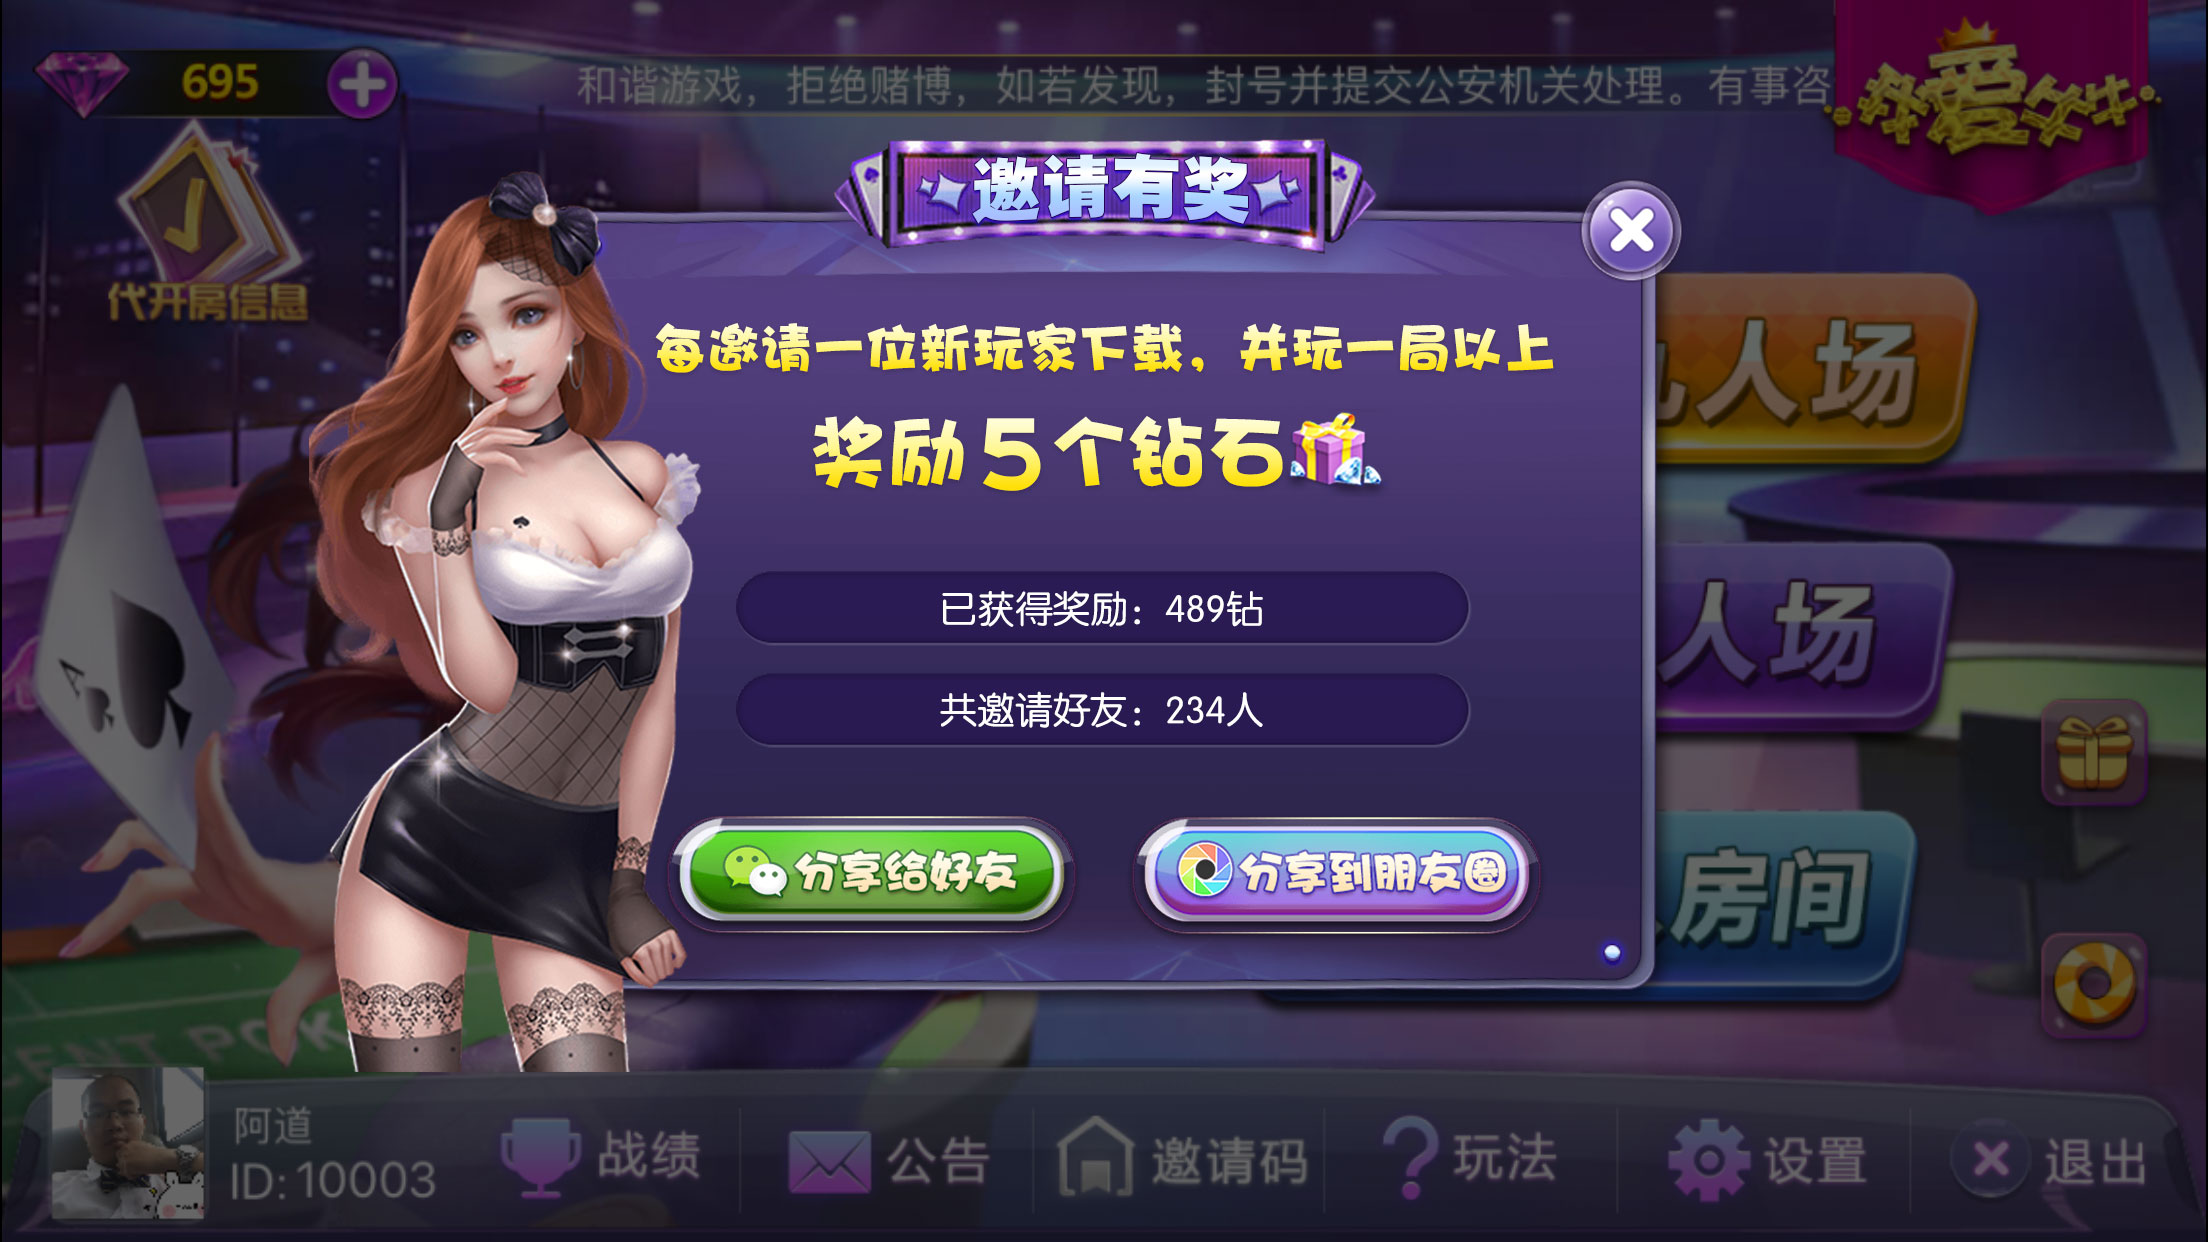 695
和谐游戏，拒绝赌博，如若发现，封号并提交公安机关处理。有事咨
代开房信息
邀请有奖
每邀请一位新玩家下载，并玩一局以上
奖励5个钻石
人场
已获得奖励：489钻
人场
共邀请好友：234人
分享给好友
分享到朋友圈
房间
A
阿道
ID:10003
战绩
公告
邀请码
玩法
设置
退出